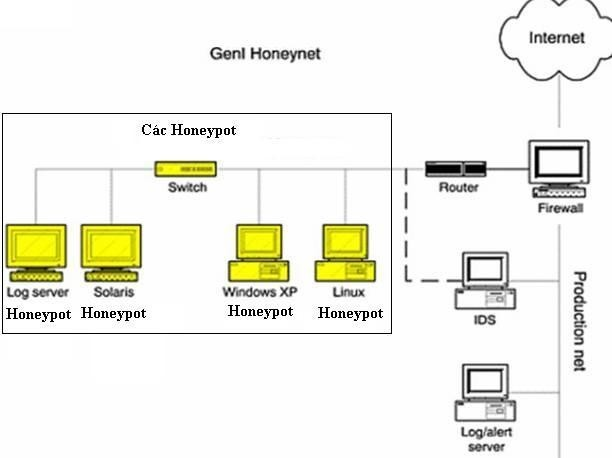 Internet
GenI Honeynet
Các Honeypot
Switch
Router
Firewall
Log server
Solaris
Windows XP
Linux
Honeypot
Honeypot
Honeypot
Honeypot
IDS
Production net
Log/alert
server